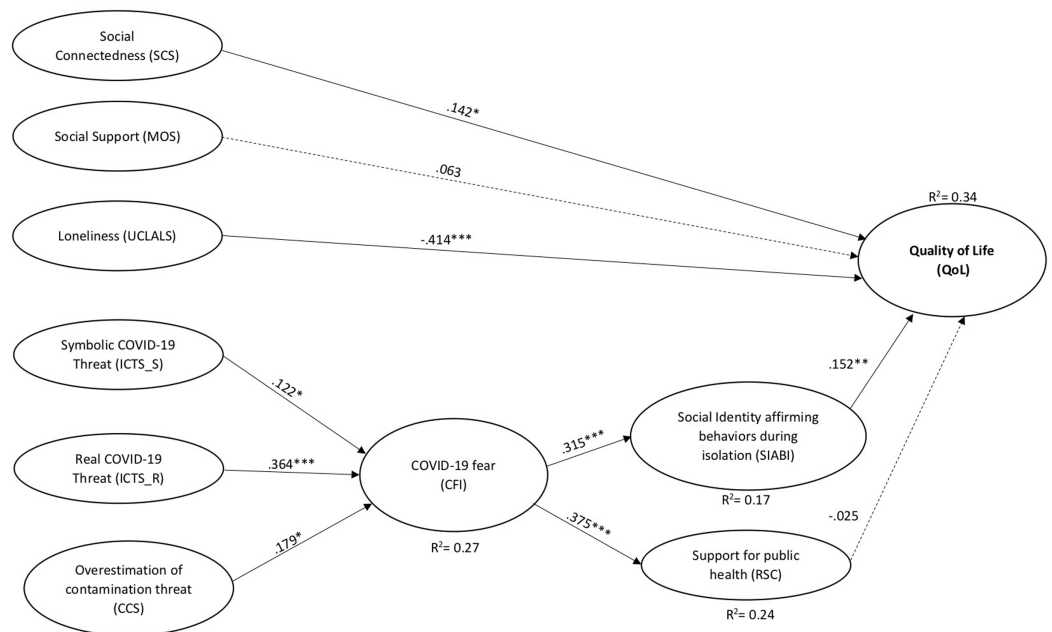 Social
Connectedness (SCS)
.142*
Social Support (MOS)
.063
R²= 0.34
Loneliness (UCLALS)
-.414***
Quality of Life
(QoL)
Symbolic COVID-19
Threat (ICTS_S)
.122*
.152**
Social Identity affirming
behaviors during
isolation (SIABI)
.315***
R²= 0.17
Real COVID-19
Threat (ICTS_R)
.364***
COVID-19 fear
(CFI)
R²= 0.27
.375***
-.025
.179*
Support for public
health (RSC)
R²= 0.24
Overestimation of
contamination threat
(CCS)